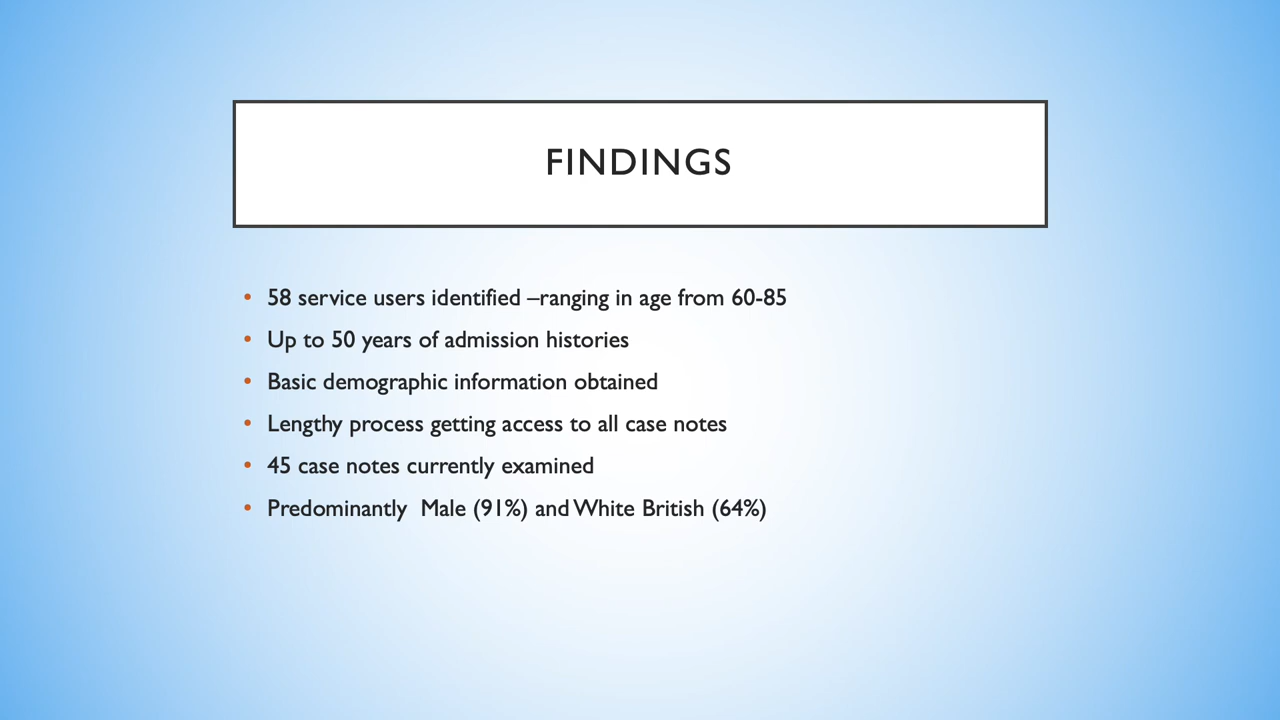 FINDINGS
• 58 service users identified –ranging in age from 60-85
• Up to 50 years of admission histories
• Basic demographic information obtained
• Lengthy process getting access to all case notes
• 45 case notes currently examined
• Predominantly  Male (91%) and White British (64%)